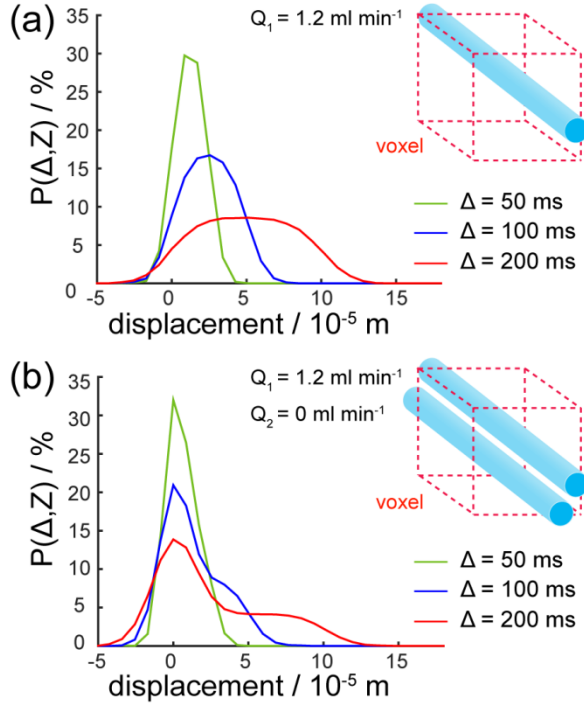 (a)
Q₁ = 1.2 ml min⁻¹
voxel
P(Δ,Z) / %
35
30
25
20
15
10
5
0
-5 0 5 10 15
displacement / 10⁻⁵ m
Δ = 50 ms
Δ = 100 ms
Δ = 200 ms
(b)
Q₁ = 1.2 ml min⁻¹
Q₂ = 0 ml min⁻¹
voxel
P(Δ,Z) / %
35
30
25
20
15
10
5
0
-5 0 5 10 15
displacement / 10⁻⁵ m
Δ = 50 ms
Δ = 100 ms
Δ = 200 ms